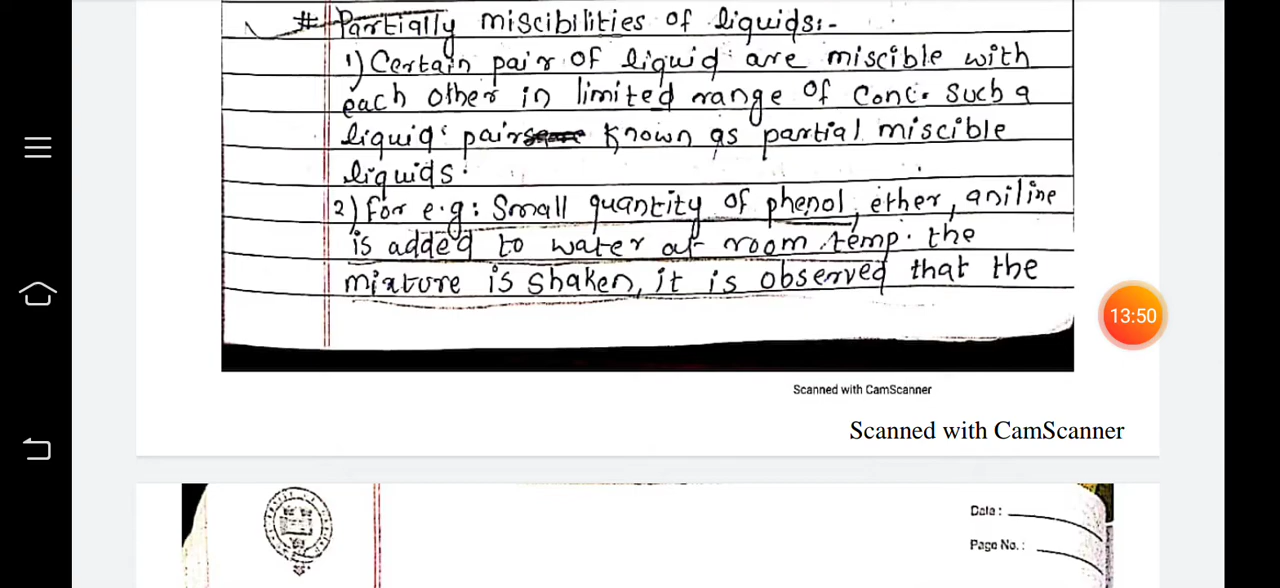 # Partially miscibilities of liquids:-
1) Certain pair of liquid are miscible with
each other in limited range of conc. Such a
liquid pairs known as partial miscible
liquids.
2) For e.g: Small quantity of phenol, ether, aniline
is added to water at room temp. the
mixture is shaken, it is observed that the
13:50
Scanned with CamScanner
Scanned with CamScanner
Date :
Page No. :